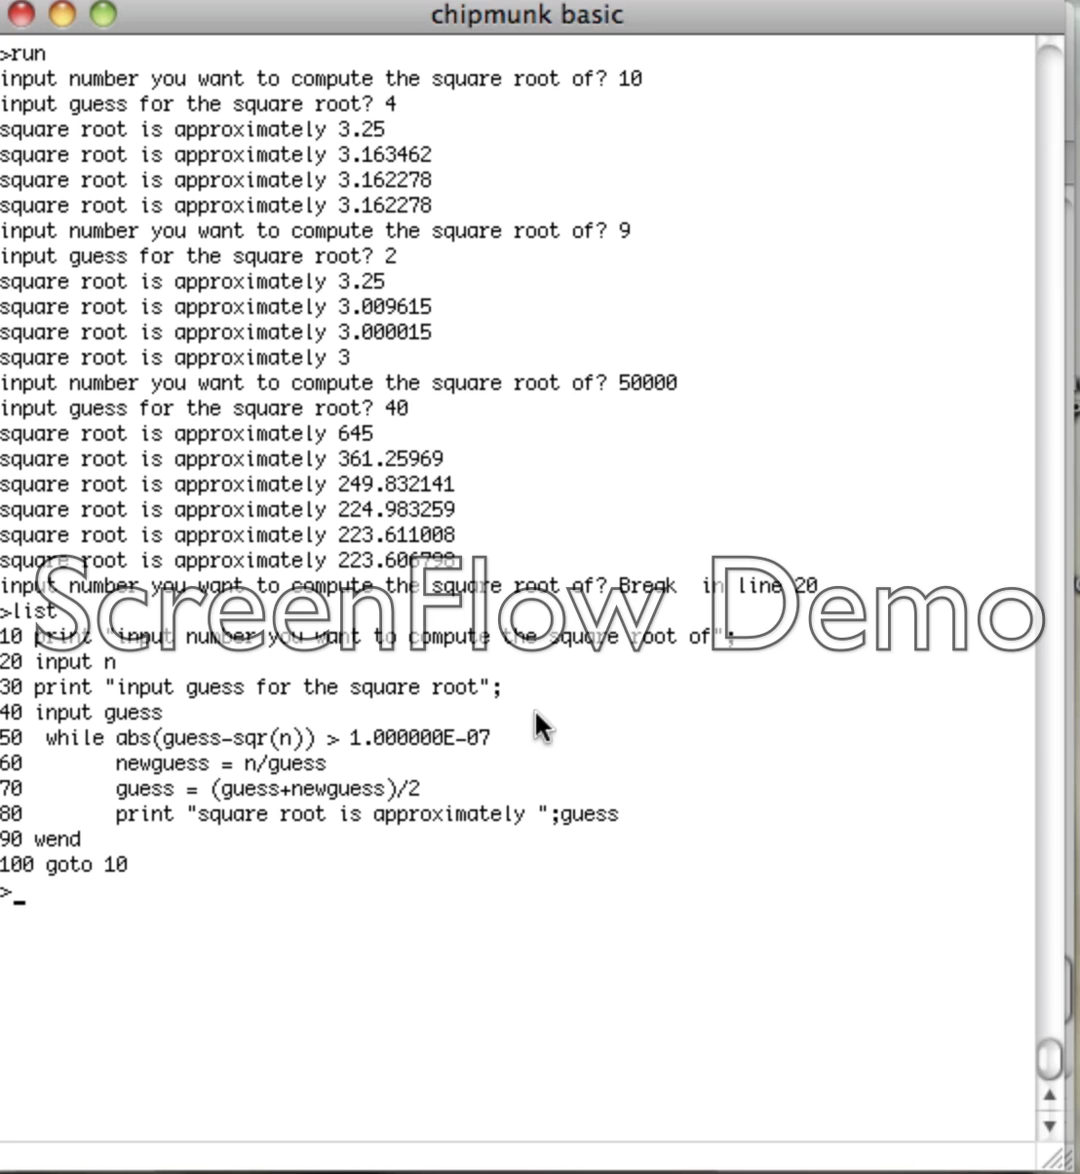 chipmunk basic
>run
input number you want to compute the square root of? 10
input guess for the square root? 4
square root is approximately 3.25
square root is approximately 3.163462
square root is approximately 3.162278
square root is approximately 3.162278
input number you want to compute the square root of? 9
input guess for the square root? 2
square root is approximately 3.25
square root is approximately 3.009615
square root is approximately 3.000015
square root is approximately 3
input number you want to compute the square root of? 50000
input guess for the square root? 40
square root is approximately 645
square root is approximately 361.25969
square root is approximately 249.832141
square root is approximately 224.983259
square root is approximately 223.611008
square root is approximately 223.606798
input number you want to compute the square root of? Break  in line 20
ScreenFlow Demo
>list
10 print "input number you want to compute the square root of";
20 input n
30 print "input guess for the square root";
40 input guess
50  while abs(guess-sqr(n)) > 1.000000E-07
60        newguess = n/guess
70        guess = (guess+newguess)/2
80        print "square root is approximately ";guess
90 wend
100 goto 10
>_